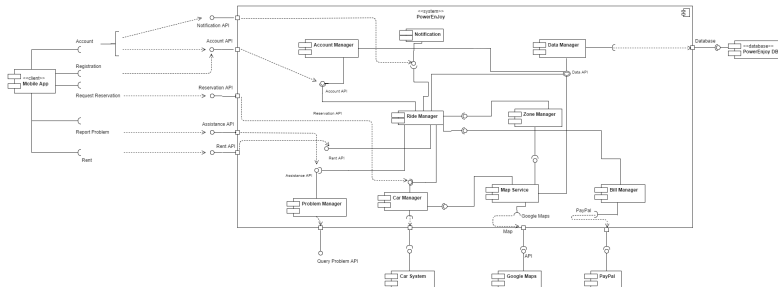 <<system>>
PowerEnjoy
Notification API
Account
Account API
Registration
<<client>>
Mobile App
Request Reservation
Reservation API
Assistance API
Report Problem
Rent API
Rent
Notification
Account Manager
Data Manager
Database
<<database>>
PowerEnjoy DB
Data API
Account API
Reservation API
Ride Manager
Zone Manager
Rent API
Assistance API
Problem Manager
Car Manager
Map Service
Bill Manager
Google Maps
PayPal
Map
Query Problem API
API
Car System
Google Maps
PayPal